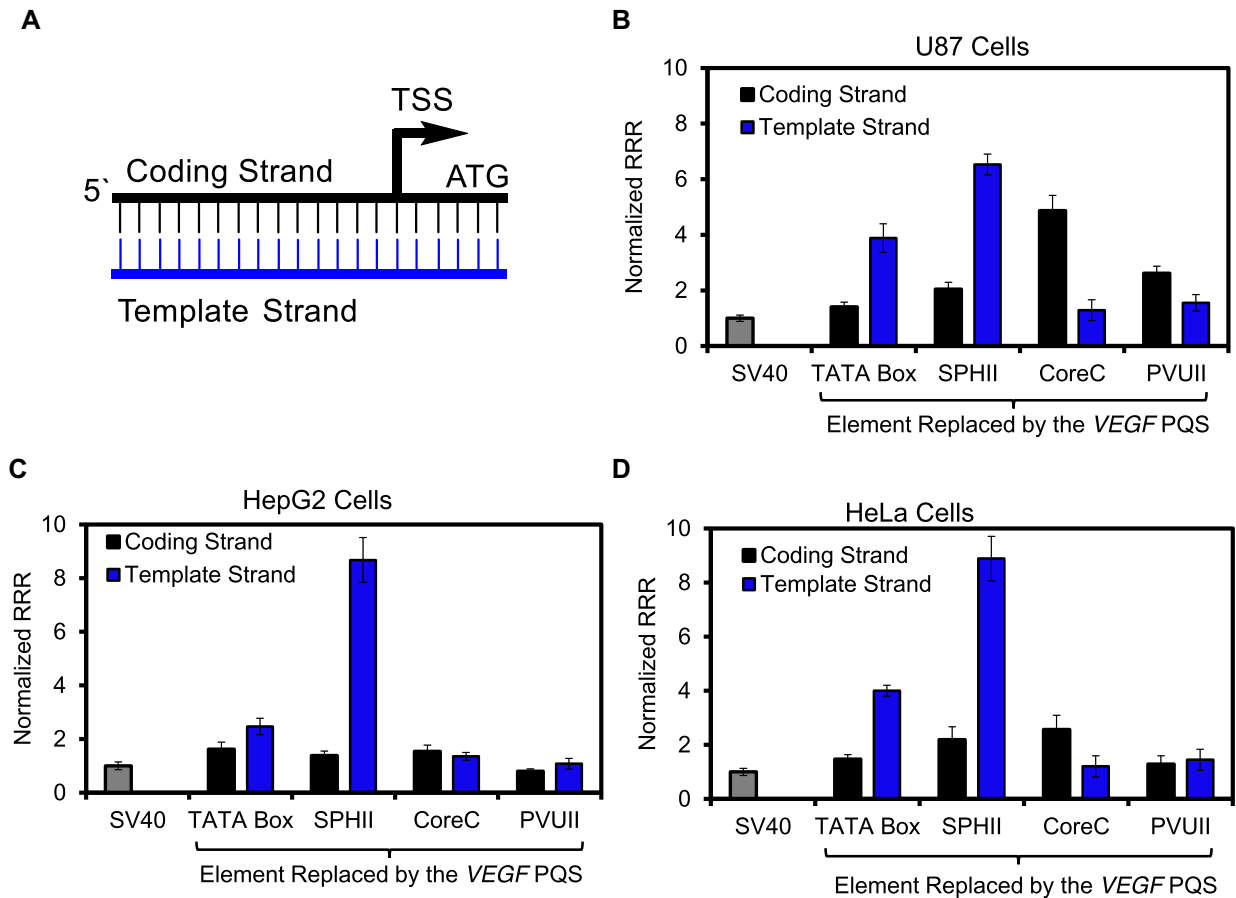 A
TSS
Coding Strand
ATG
5`
Template Strand
B
U87 Cells
10
8
6
4
2
0
Normalized RRR
Coding Strand
Template Strand
SV40 TATA Box SPHII CoreC PVUII
Element Replaced by the VEGF PQS
C
HepG2 Cells
10
8
6
4
2
0
Normalized RRR
Coding Strand
Template Strand
SV40 TATA Box SPHII CoreC PVUII
Element Replaced by the VEGF PQS
D
HeLa Cells
10
8
6
4
2
0
Normalized RRR
Coding Strand
Template Strand
SV40 TATA Box SPHII CoreC PVUII
Element Replaced by the VEGF PQS